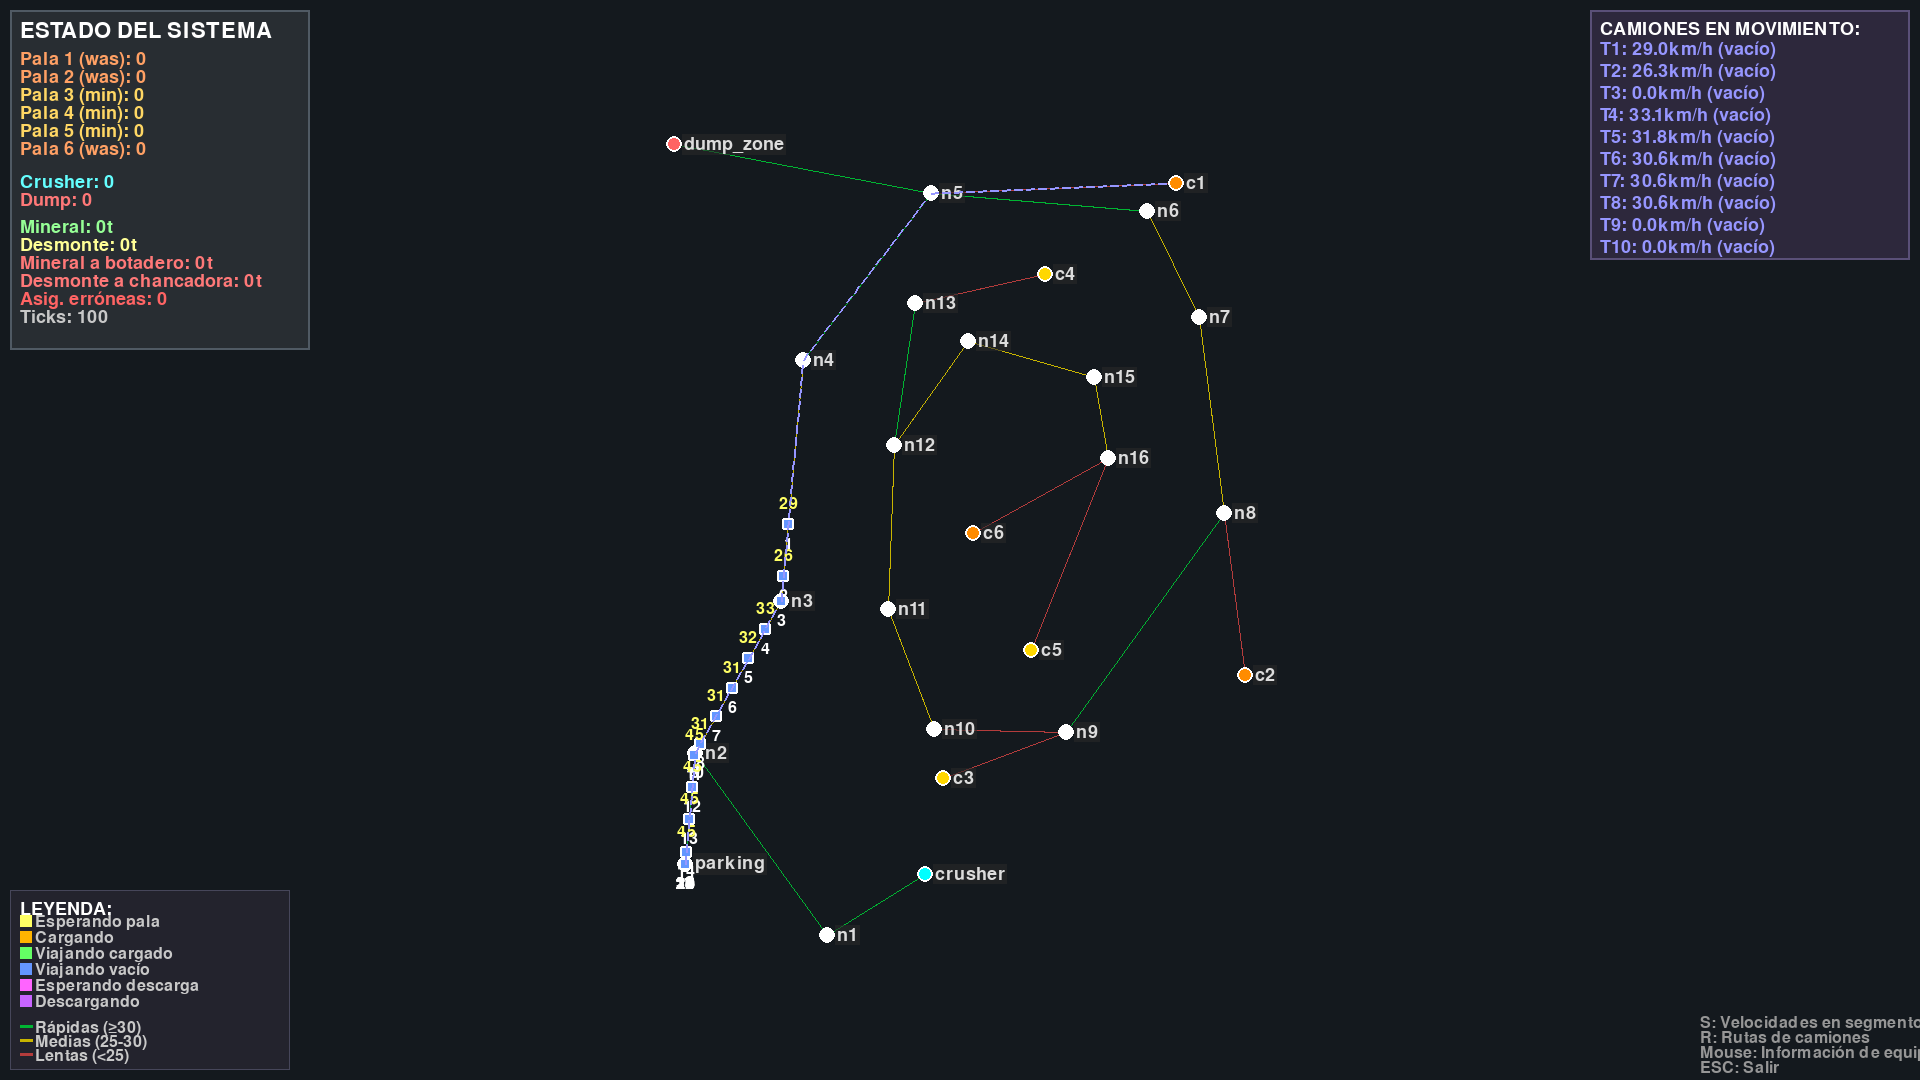 ESTADO DEL SISTEMA
Pala 1 (was): 0
Pala 2 (was): 0
Pala 3 (min): 0
Pala 4 (min): 0
Pala 5 (min): 0
Pala 6 (was): 0
Crusher: 0
Dump: 0
Mineral: 0t
Desmonte: 0t
Mineral a botadero: 0t
Desmonte a chancadora: 0t
Asig. erróneas: 0
Ticks: 100
CAMIONES EN MOVIMIENTO:
T1: 29.0km/h (vacío)
T2: 26.3km/h (vacío)
T3: 0.0km/h (vacío)
T4: 33.1km/h (vacío)
T5: 31.8km/h (vacío)
T6: 30.6km/h (vacío)
T7: 30.6km/h (vacío)
T8: 30.6km/h (vacío)
T9: 0.0km/h (vacío)
T10: 0.0km/h (vacío)
dump_zone
n5
c1
n6
c4
n13
n7
n14
n4
n15
n12
n16
29
n8
c6
1
26
n3
33
n11
3
32
4
c5
31
5
c2
31
6
31
n10
n9
7
45
n2
c3
12
13
parking
crusher
n1
LEYENDA:
Esperando pala
Cargando
Viajando cargado
Viajando vacío
Esperando descarga
Descargando
Rápidas (≥30)
Medias (25-30)
Lentas (<25)
S: Velocidades en segmento
R: Rutas de camiones
Mouse: Información de equip
ESC: Salir